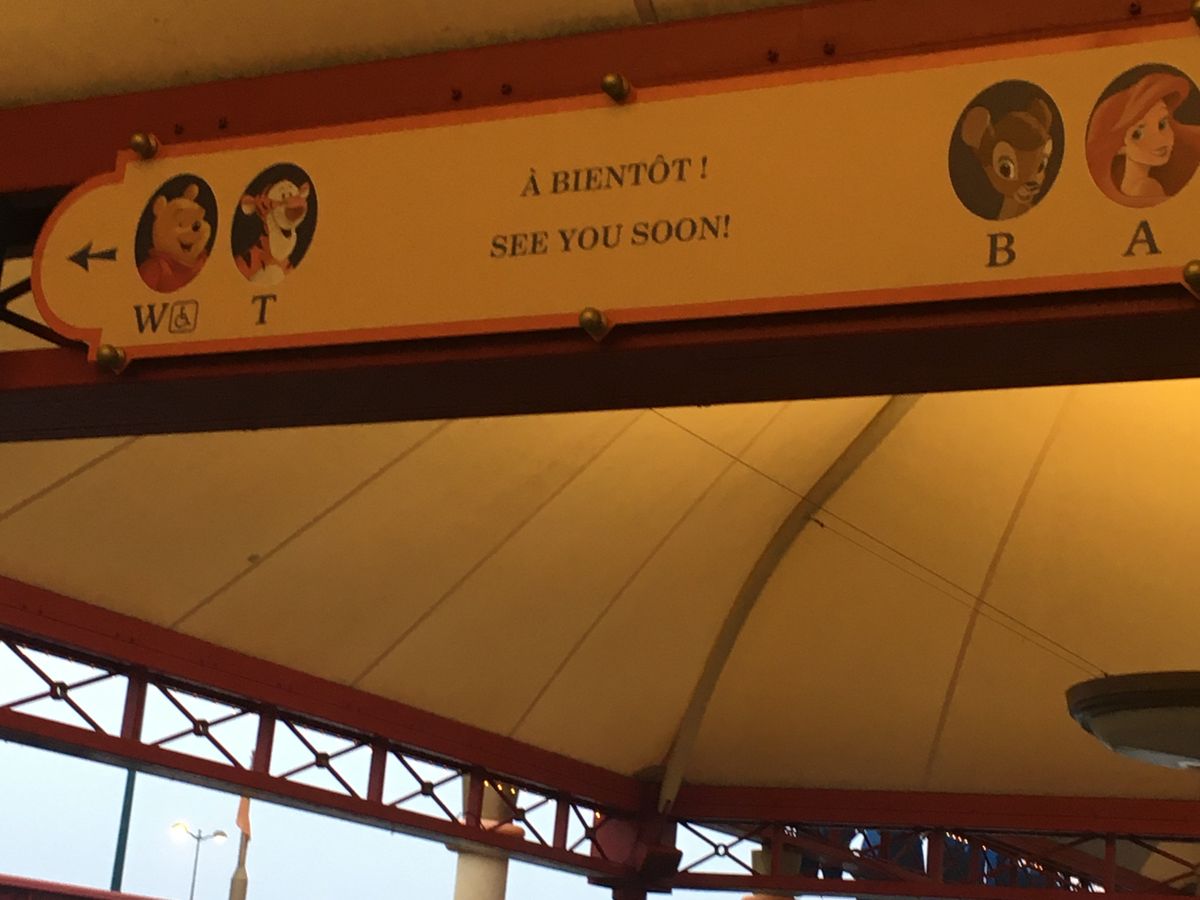 À BIENTÔT !
SEE YOU SOON!
W T
B A